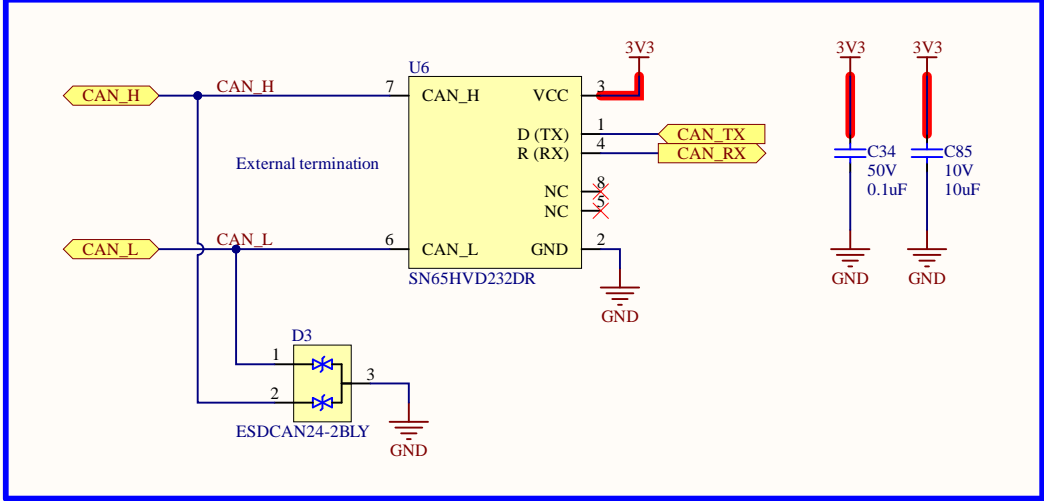 3V3
3V3
3V3
U6
CAN_H
CAN_H
7
CAN_H
VCC
3
D (TX)
1
CAN_TX
R (RX)
4
CAN_RX
C34
50V
0.1uF
C85
10V
10uF
External termination
NC
8
NC
5
CAN_L
CAN_L
6
CAN_L
GND
2
SN65HVD232DR
GND
GND
GND
D3
1
2
3
ESDCAN24-2BLY
GND